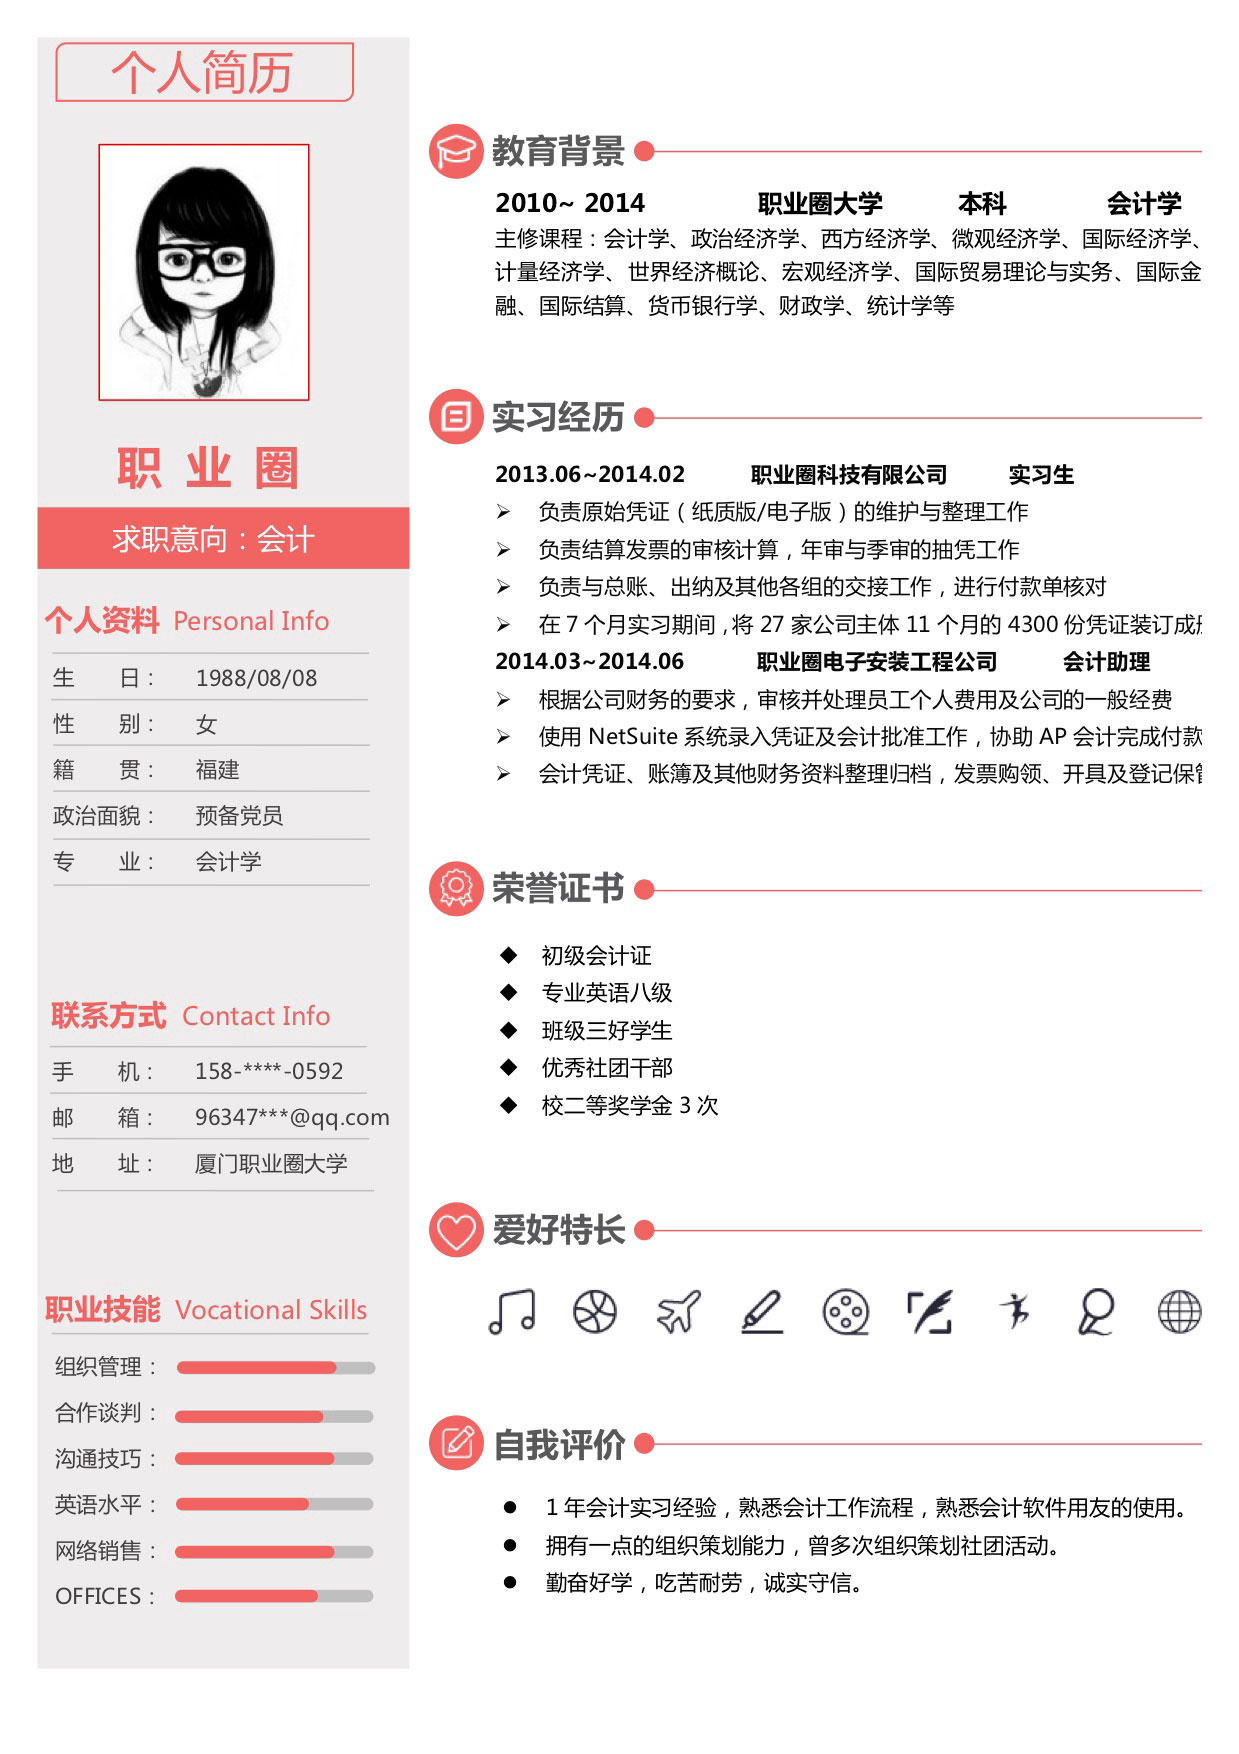 个人简历
职 业 圈
求职意向：会计
个人资料 Personal Info
生 日： 1988/08/08
性 别： 女
籍 贯： 福建
政治面貌： 预备党员
专 业： 会计学
联系方式 Contact Info
手 机： 158-****-0592
邮 箱： 96347***@qq.com
地 址： 厦门职业圈大学
职业技能 Vocational Skills
组织管理：
合作谈判：
沟通技巧：
英语水平：
网络销售：
OFFICES：
教育背景
2010~ 2014 职业圈大学 本科 会计学
主修课程：会计学、政治经济学、西方经济学、微观经济学、国际经济学、
计量经济学、世界经济概论、宏观经济学、国际贸易理论与实务、国际金
融、国际结算、货币银行学、财政学、统计学等
实习经历
2013.06~2014.02 职业圈科技有限公司 实习生
负责原始凭证（纸质版/电子版）的维护与整理工作
负责结算发票的审核计算，年审与季审的抽凭工作
负责与总账、出纳及其他各组的交接工作，进行付款单核对
在 7 个月实习期间，将 27 家公司主体 11 个月的 4300 份凭证装订成册
2014.03~2014.06 职业圈电子安装工程公司 会计助理
根据公司财务的要求，审核并处理员工个人费用及公司的一般经费
使用 NetSuite 系统录入凭证及会计批准工作，协助 AP 会计完成付款
会计凭证、账簿及其他财务资料整理归档，发票购领、开具及登记保管
荣誉证书
初级会计证
专业英语八级
班级三好学生
优秀社团干部
校二等奖学金 3 次
爱好特长
自我评价
1 年会计实习经验，熟悉会计工作流程，熟悉会计软件用友的使用。
拥有一点的组织策划能力，曾多次组织策划社团活动。
勤奋好学，吃苦耐劳，诚实守信。